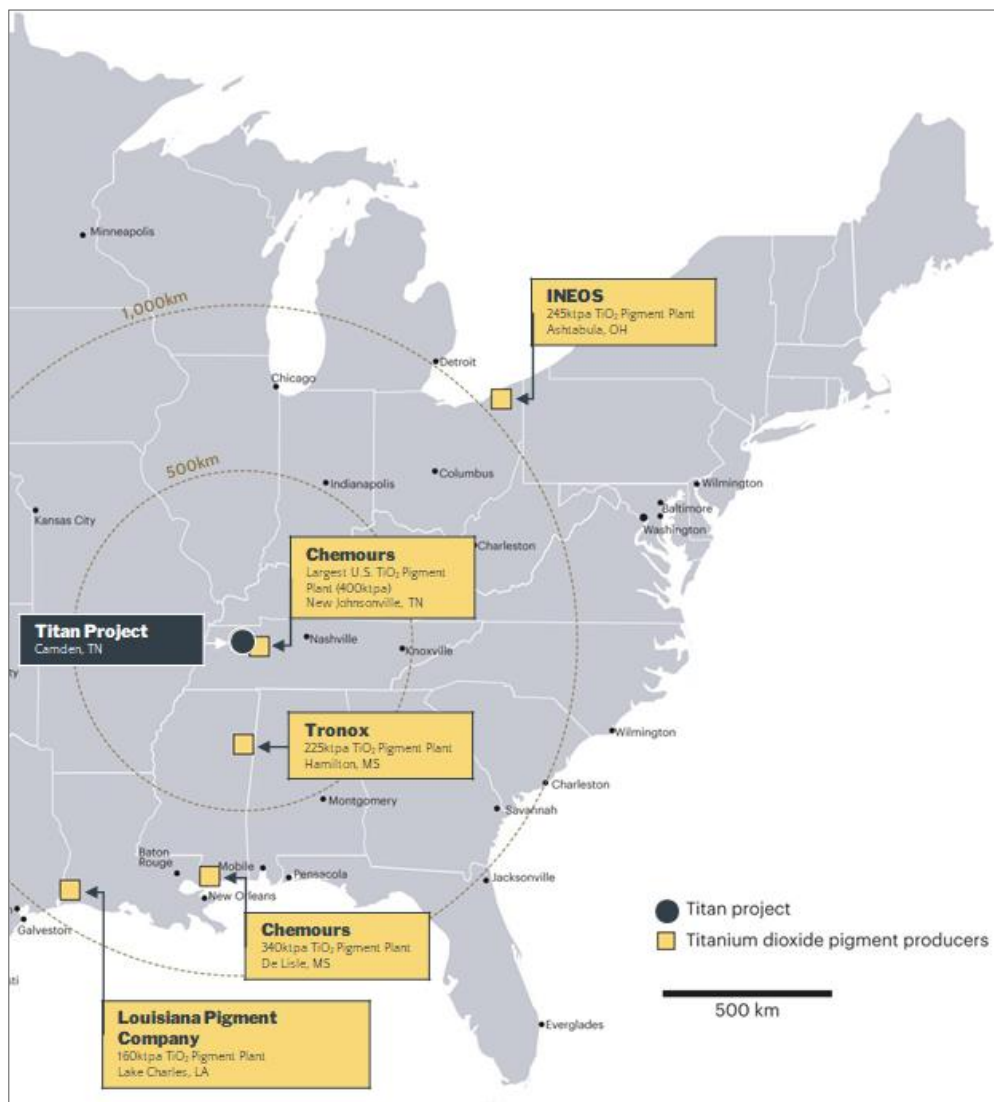 Minneapolis
1,000km
INEOS
245ktpa TiO₂ Pigment Plant
Ashtabula, OH
Detroit
Chicago
500km
Columbus
Indianapolis
Wilmington
Kansas City
Baltimore
Washington
Chemours
Largest U.S. TiO₂ Pigment
Plant (400ktpa)
New Johnsonville, TN
Charleston
Titan Project
Camden, TN
Nashville
Knoxville
ty
Tronox
225ktpa TiO₂ Pigment Plant
Hamilton, MS
Wilmington
Charleston
Montgomery
Savannah
Baton
Rouge
Mobile
Pensacola
Jacksonville
New Orleans
n
Galveston
Chemours
340ktpa TiO₂ Pigment Plant
De Lisle, MS
Titan project
Titanium dioxide pigment producers
ti
500 km
Louisiana Pigment
Company
160ktpa TiO₂ Pigment Plant
Lake Charles, LA
Everglades